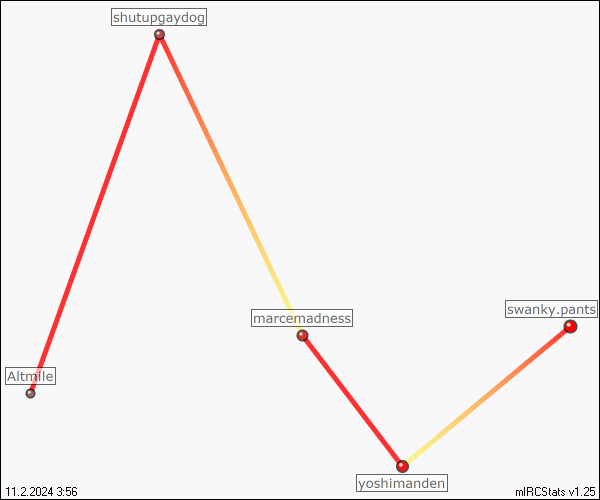 shutupgaydog
swanky.pants
marcemadness
Altmile
yoshimanden
11.2.2024 3:56
mIRCStats v1.25